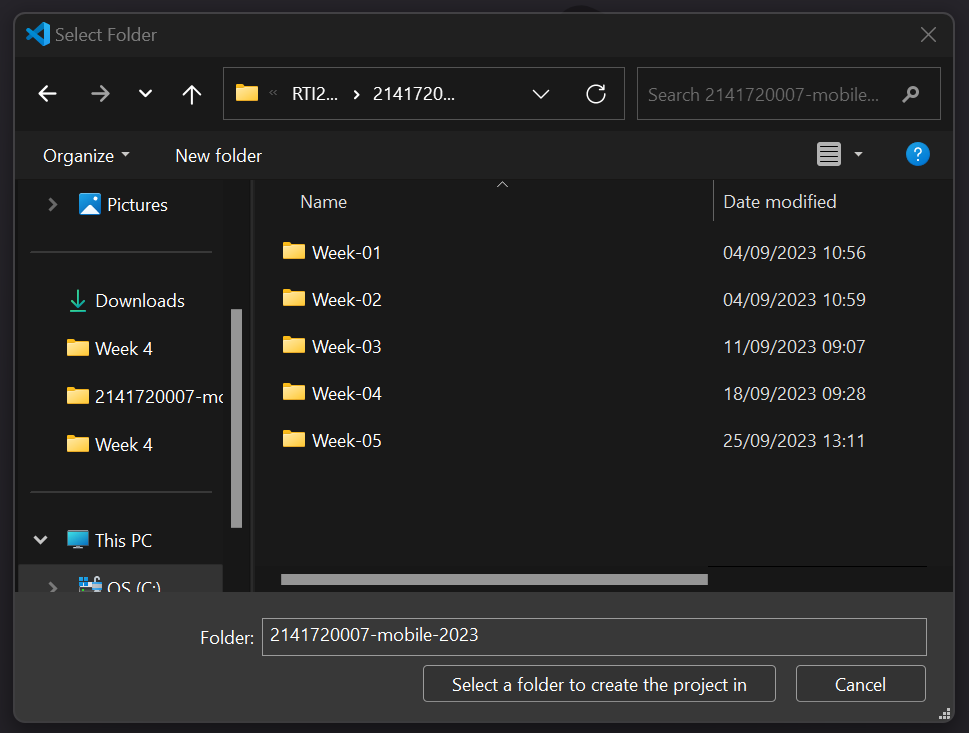 Select Folder
« RTI2... › 2141720... Search 2141720007-mobile...
Organize New folder ?
Pictures
Downloads
Week 4
2141720007-mo
Week 4
This PC
OS (C:)
Name Date modified
Week-01 04/09/2023 10:56
Week-02 04/09/2023 10:59
Week-03 11/09/2023 09:07
Week-04 18/09/2023 09:28
Week-05 25/09/2023 13:11
Folder: 2141720007-mobile-2023
Select a folder to create the project in Cancel